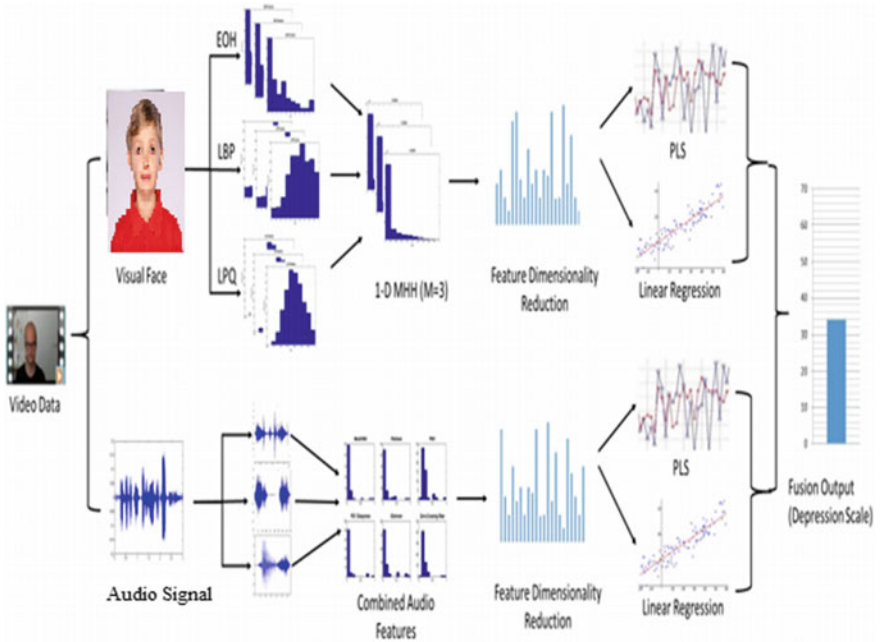 EOH
LBP
LPQ
Visual Face
Video Data
1-D MHH (M=3)
Feature Dimensionality
Reduction
PLS
Linear Regression
70
60
50
40
30
20
10
0
Fusion Output
(Depression Scale)
Audio Signal
Combined Audio
Features
Feature Dimensionality
Reduction
PLS
Linear Regression